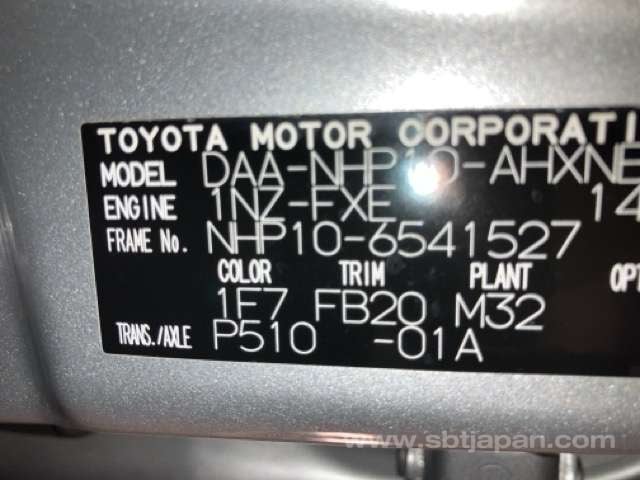 TOYOTA MOTOR CORPORATI
MODEL DAA-NHP10-AHXNE
ENGINE 1NZ-FXE 14
FRAME No. NHP10-6541527
COLOR TRIM PLANT OPT
1F7 FB20 M32
TRANS./AXLE P510 -01A
www.sbtjapan.com